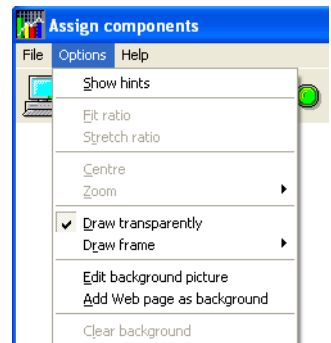 Assign components
File Options Help
Show hints
Fit ratio
Stretch ratio
Centre
Zoom
Draw transparently
Draw frame
Edit background picture
Add Web page as background
Clear background